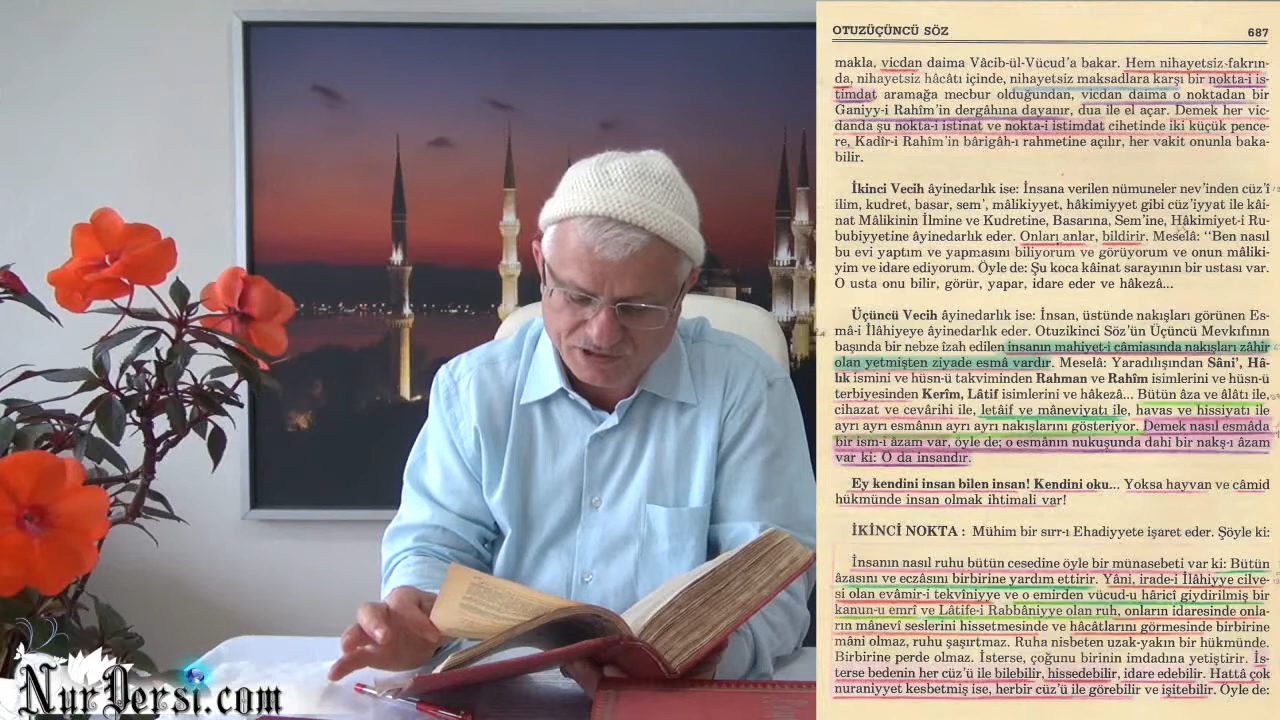 OTUZÜÇÜNCÜ SÖZ 687
makla, vicdan daima Vâcib-ül-Vücud'a bakar. Hem nihayetsiz fakrın-
da, nihayetsiz hâcâtı içinde, nihayetsiz maksadlara karşı bir nokta-i is-
timdat aramağa mecbur olduğundan, vicdan daima o noktadan bir
Ganiyy-i Rahîm'in dergâhına dayanır, dua ile el açar. Demek her vic-
danda şu nokta-i istinat ve nokta-i istimdat cihetinde iki küçük pence-
re, Kadîr-i Rahîm'in bârigâh-ı rahmetine açılır, her vakit onunla baka-
bilir.
İkinci Vecih âyinedarlık ise: İnsana verilen nümuneler nev'inden cüz'î
ilim, kudret, basar, sem', mâlikiyyet, hâkimiyyet gibi cüz'iyyat ile kâi-
nat Mâlikinin İlmine ve Kudretine, Basarına, Sem'ine, Hâkimiyet-i Ru-
bubiyyetine âyinedarlık eder. Onları anlar, bildirir. Meselâ: "Ben nasıl
bu evi yaptım ve yapmasını biliyorum ve görüyorum ve onun mâliki-
yim ve idare ediyorum. Öyle de: Şu koca kâinat sarayının bir ustası var.
O usta onu bilir, görür, yapar, idare eder ve hâkezâ...
Üçüncü Vecih âyinedarlık ise: İnsan, üstünde nakışları görünen Es-
mâ-i İlâhiyeye âyinedarlık eder. Otuzikinci Söz'ün Üçüncü Mevkıfının
başında bir nebze izah edilen insanın mahiyet-i câmiasında nakışları zâhir
olan yetmişten ziyade esmâ vardır. Meselâ: Yaradılışından Sâni', Hâ-
lık ismini ve hüsn-ü takviminden Rahman ve Rahîm isimlerini ve hüsn-ü
terbiyesinden Kerîm, Lâtif isimlerini ve hâkezâ... Bütün âza ve âlâtı ile,
cihazat ve cevârihi ile, letâif ve mâneviyatı ile, havas ve hissiyatı ile
ayrı ayrı esmânın ayrı ayrı nakışlarını gösteriyor. Demek nasıl esmâda
bir ism-i âzam var, öyle de; o esmânın nukuşunda dahi bir nakş-ı âzam
var ki: O da insandır.
Ey kendini insan bilen insan! Kendini oku... Yoksa hayvan ve câmid
hükmünde insan olmak ihtimali var!
İKİNCİ NOKTA : Mühim bir sırr-ı Ehadiyyete işaret eder. Şöyle ki:
İnsanın nasıl ruhu bütün cesedine öyle bir münasebeti var ki: Bütün
âzasını ve eczâsını birbirine yardım ettirir. Yâni, irade-i İlâhiyye cilve-
si olan evâmir-i tekvîniyye ve o emirden vücud-u hâricî giydirilmiş bir
kanun-u emrî ve Lâtife-i Rabbâniyye olan ruh, onların idaresinde onla-
rın mânevî seslerini hissetmesinde ve hâcâtlarını görmesinde birbirine
mâni olmaz, ruhu şaşırtmaz. Ruha nisbeten uzak-yakın bir hükmünde.
Birbirine perde olmaz. İsterse, çoğunu birinin imdadına yetiştirir. İs-
terse bedenin her cüz'ü ile bilebilir, hissedebilir, idare edebilir. Hattâ çok
nuraniyyet kesbetmiş ise, herbir cüz'ü ile görebilir ve işitebilir. Öyle de:
NurDersi.com